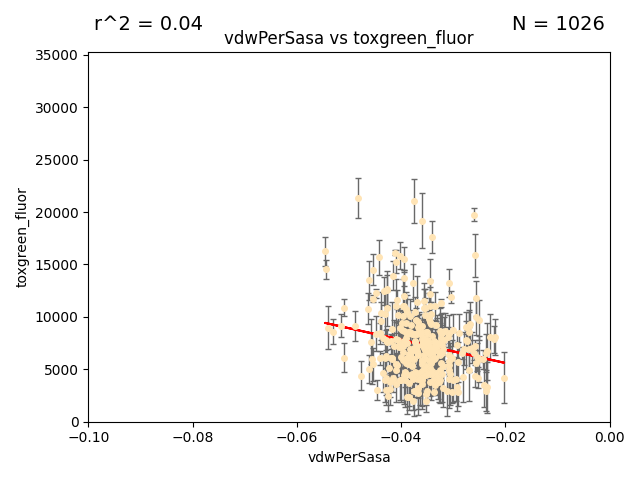 r^2 = 0.04
N = 1026
vdwPerSasa vs toxgreen_fluor
35000
30000
25000
20000
15000
10000
5000
0
toxgreen_fluor
−0.10
−0.08
−0.06
−0.04
−0.02
0.00
vdwPerSasa